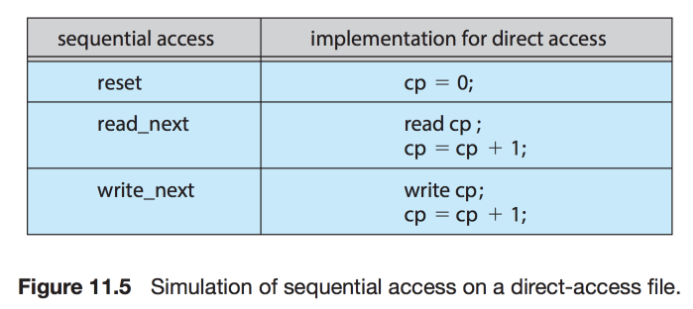 sequential access implementation for direct access
reset cp = 0;
read_next read cp ;
cp = cp + 1;
write_next write cp;
cp = cp + 1;
Figure 11.5 Simulation of sequential access on a direct-access file.